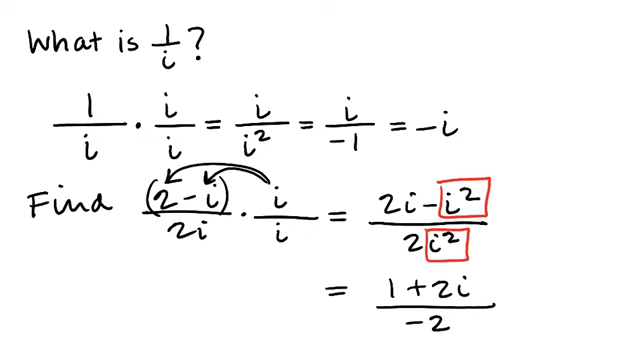 What is 1/i?
1/i · i/i = i/i² = i/-1 = -i
Find (2 - i)/2i · i/i = 2i - i²/2i²
= 1 + 2i/-2